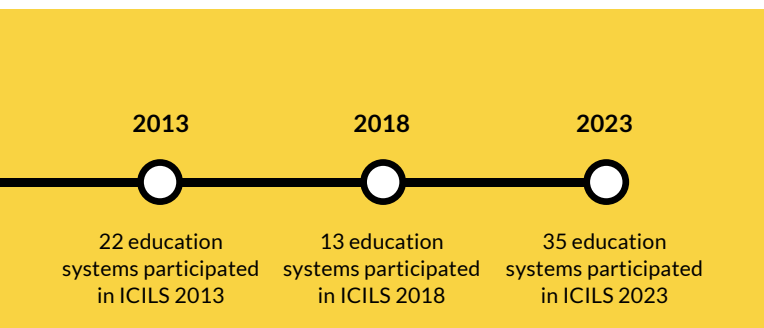 2013
22 education
systems participated
in ICILS 2013
2018
13 education
systems participated
in ICILS 2018
2023
35 education
systems participated
in ICILS 2023